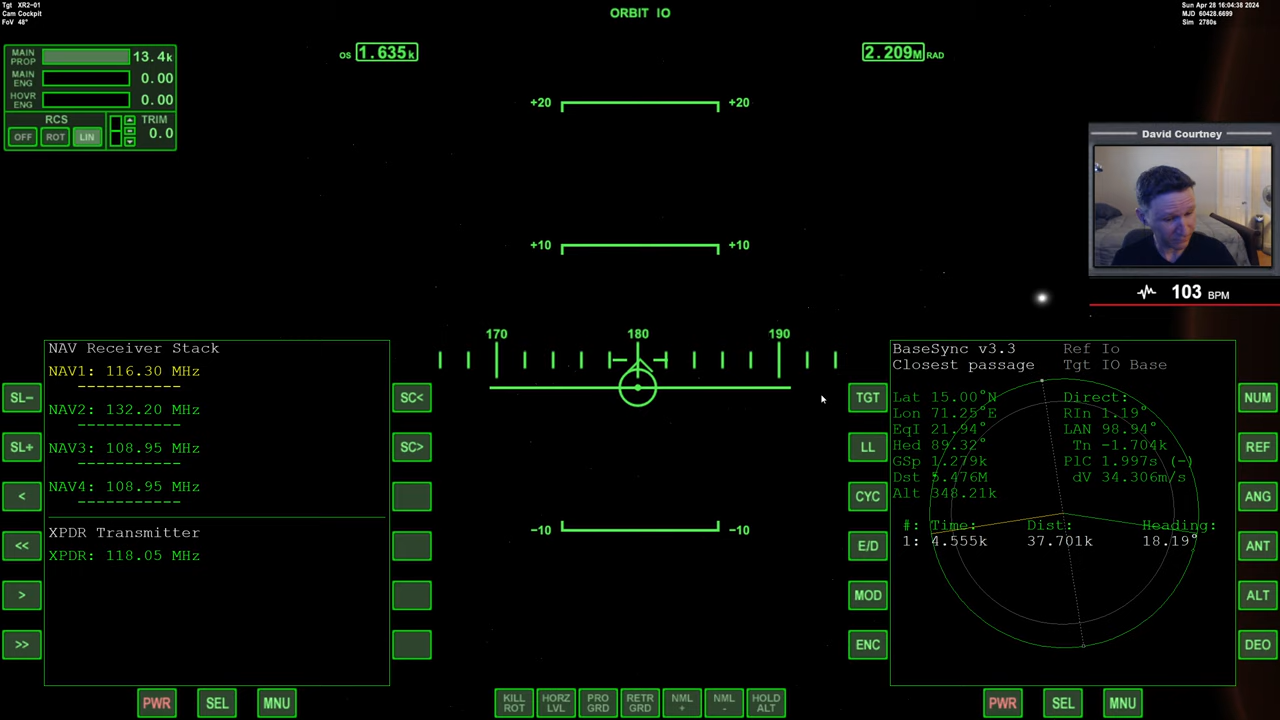 Tgt XR2-01
Cam Cockpit
FoV 48°
ORBIT IO
Sun Apr 28 16:04:38 2024
MJD 60428.6699
Sim 2780s
MAIN PROP 13.4k
MAIN ENG 0.00
HOVR ENG 0.00
RCS TRIM
OFF ROT LIN 0.0
OS 1.635k
2.209M RAD
+20 +20
+10 +10
170 180 190
-10 -10
David Courtney
103 BPM
NAV Receiver Stack
NAV1: 116.30 MHz
-----------
NAV2: 132.20 MHz
-----------
NAV3: 108.95 MHz
-----------
NAV4: 108.95 MHz
-----------
XPDR Transmitter
XPDR: 118.05 MHz
SL-
SL+
<
<<
>
>>
SC<
SC>
PWR SEL MNU
KILL ROT
HORZ LVL
PRO GRD
RETR GRD
NML +
NML -
HOLD ALT
BaseSync v3.3 Ref Io
Closest passage Tgt IO Base
Lat 15.00°N Direct:
Lon 71.25°E RIn 1.19°
EqI 21.94° LAN 98.94°
Hed 89.32° Tn -1.704k
GSp 1.279k PlC 1.997s (-)
Dst 5.476M dV 34.306m/s
Alt 348.21k
#: Time: Dist: Heading:
1: 4.555k 37.701k 18.19°
TGT
LL
CYC
E/D
MOD
ENC
NUM
REF
ANG
ANT
ALT
DEO
PWR SEL MNU